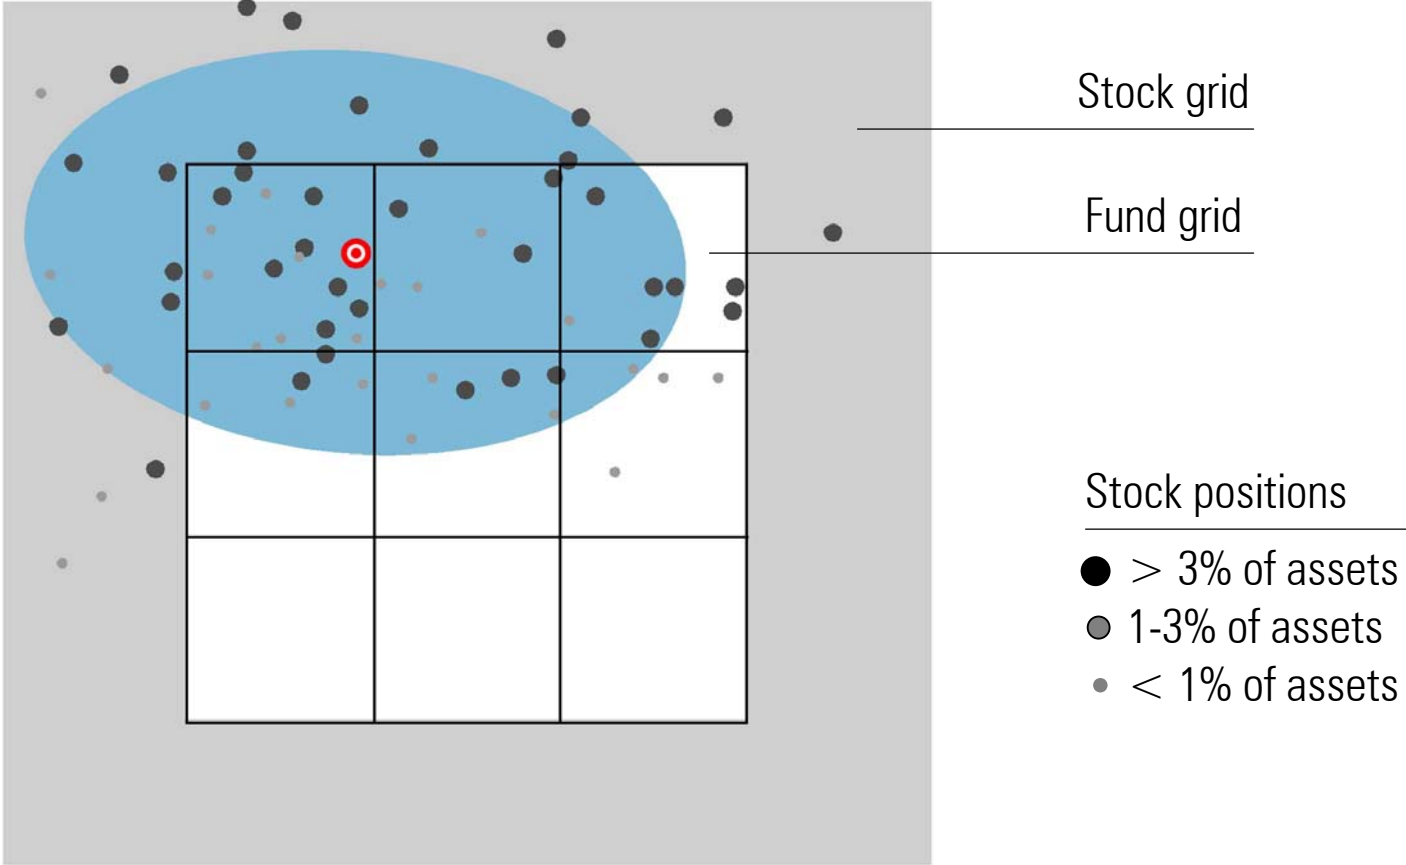 Stock grid
Fund grid
Stock positions
> 3% of assets
1-3% of assets
< 1% of assets